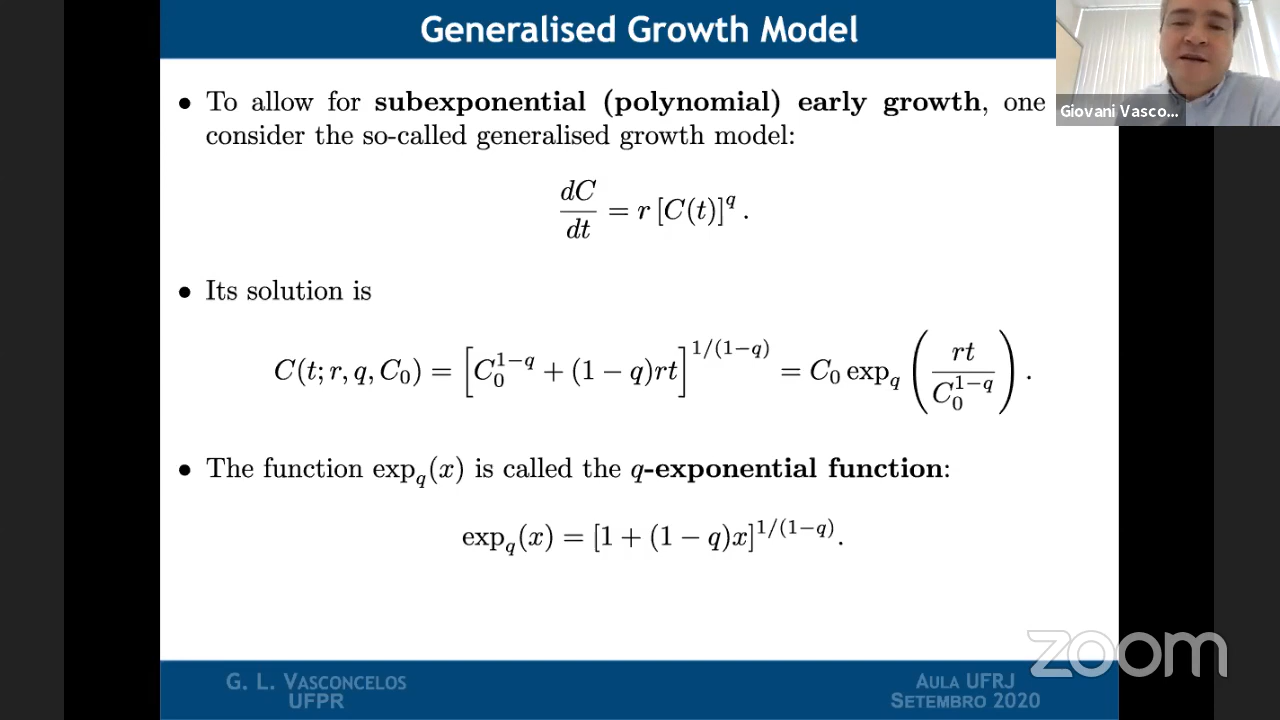 Generalised Growth Model
Giovani Vasco...
• To allow for subexponential (polynomial) early growth, one
consider the so-called generalised growth model:
dC/dt = r [C(t)]^q .
• Its solution is
C(t; r, q, C_0) = [C_0^{1−q} + (1 − q)rt]^{1/(1−q)} = C_0 exp_q (rt/C_0^{1−q}) .
• The function exp_q(x) is called the q-exponential function:
exp_q(x) = [1 + (1 − q)x]^{1/(1−q)}.
zoom
G. L. Vasconcelos
UFPR
Aula UFRJ
Setembro 2020